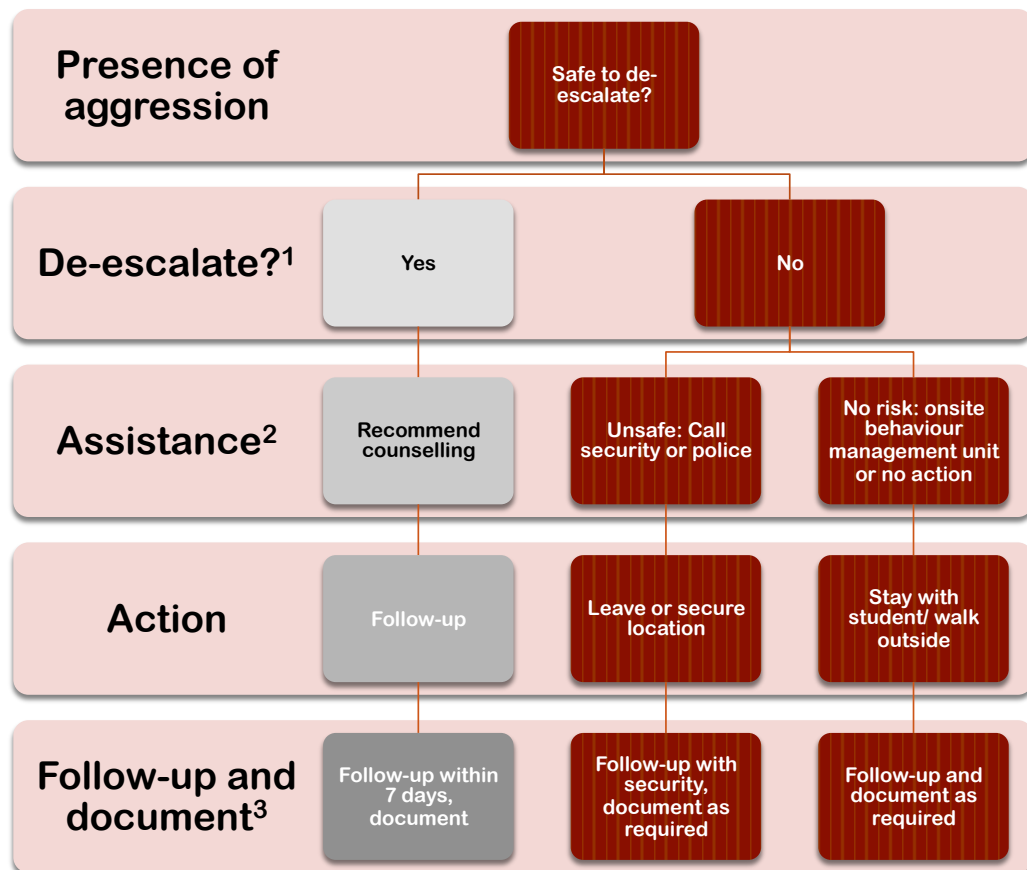 Presence of
aggression
Safe to de-
escalate?
De-escalate?1
Yes
No
Assistance2
Recommend
counselling
Unsafe: Call
security or police
No risk: onsite
behaviour
management unit
or no action
Action
Follow-up
Leave or secure
location
Stay with
student/ walk
outside
Follow-up and
document3
Follow-up within
7 days,
document
Follow-up with
security,
document as
required
Follow-up and
document as
required